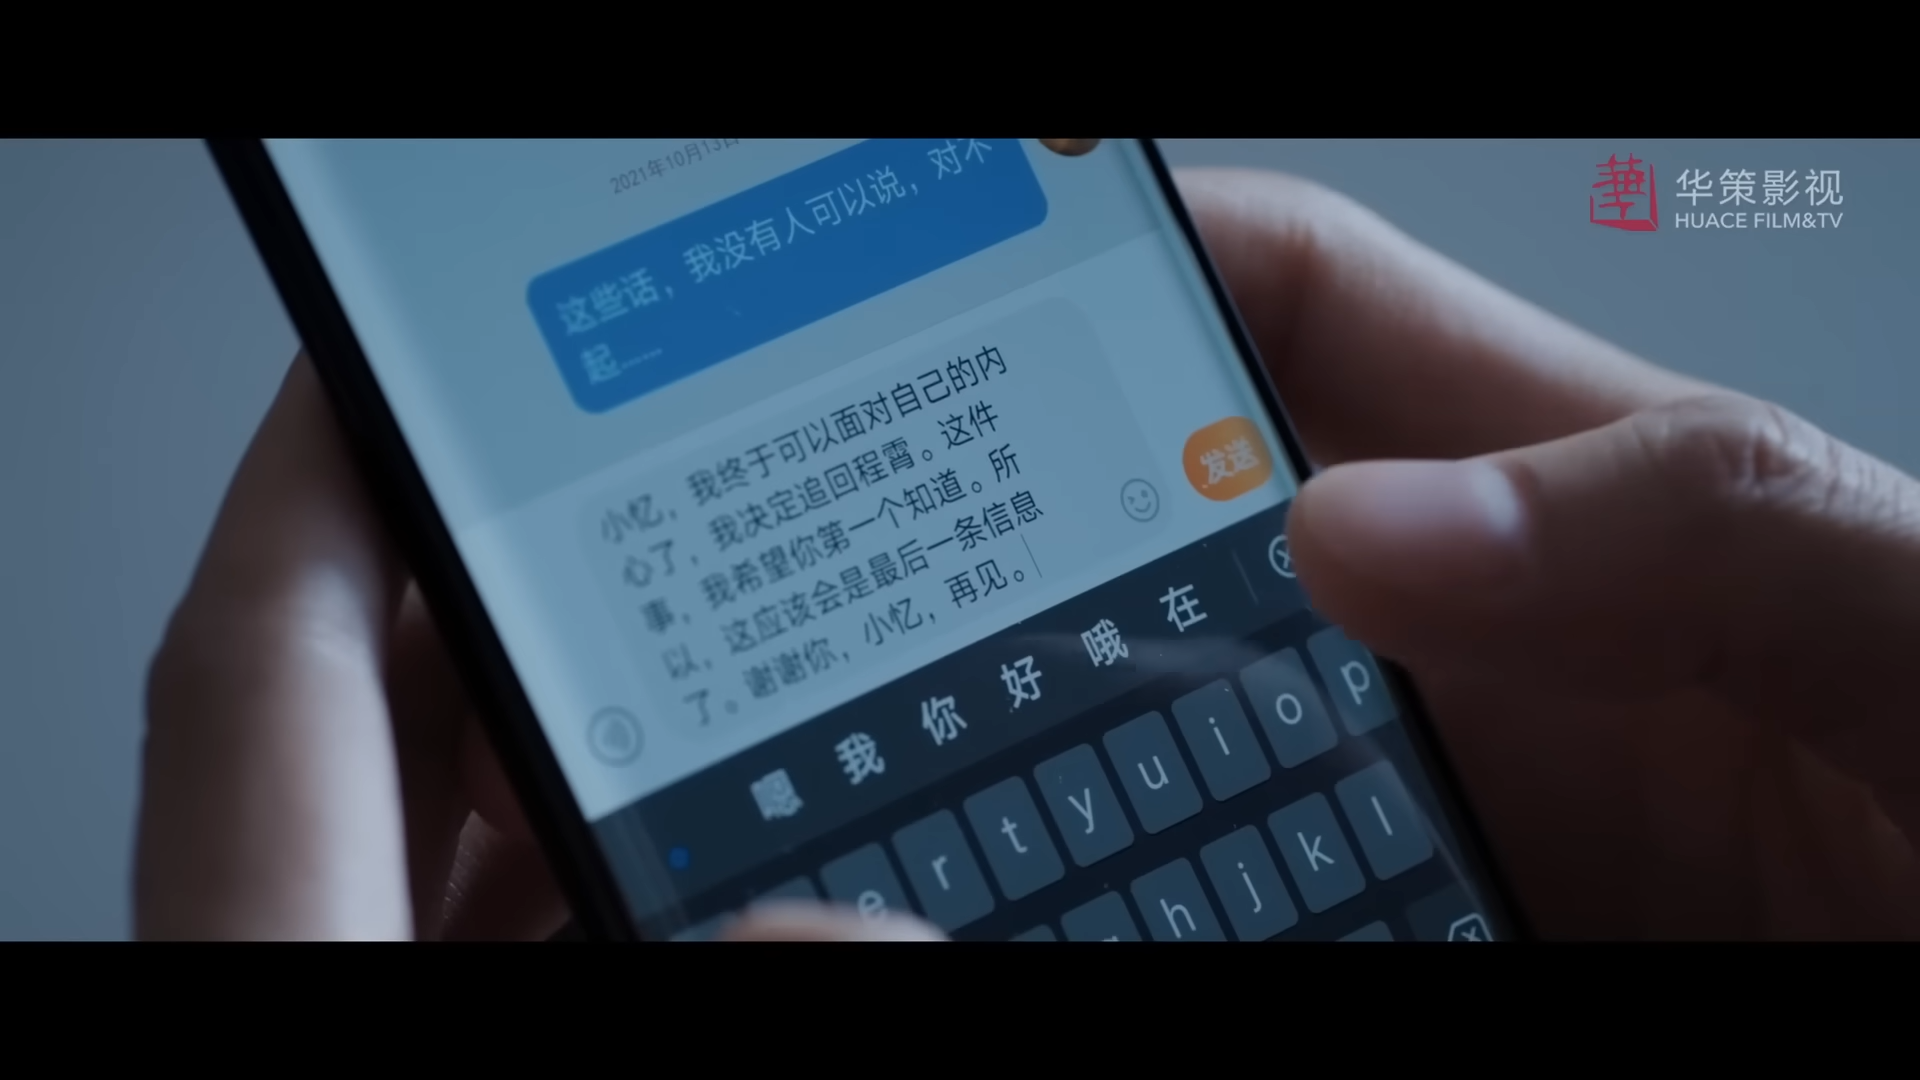 2021年10月13日
这些话，我没有人可以说，对不
起……
小忆，我终于可以面对自己的内
心了，我决定追回程霄。这件
事，我希望你第一个知道。所
以，这应该会是最后一条信息
了。谢谢你，小忆，再见。
发送
嗯 我 你 好 哦 在
e r t y u i o p
h j k l
華 华策影视
HUACE FILM&TV